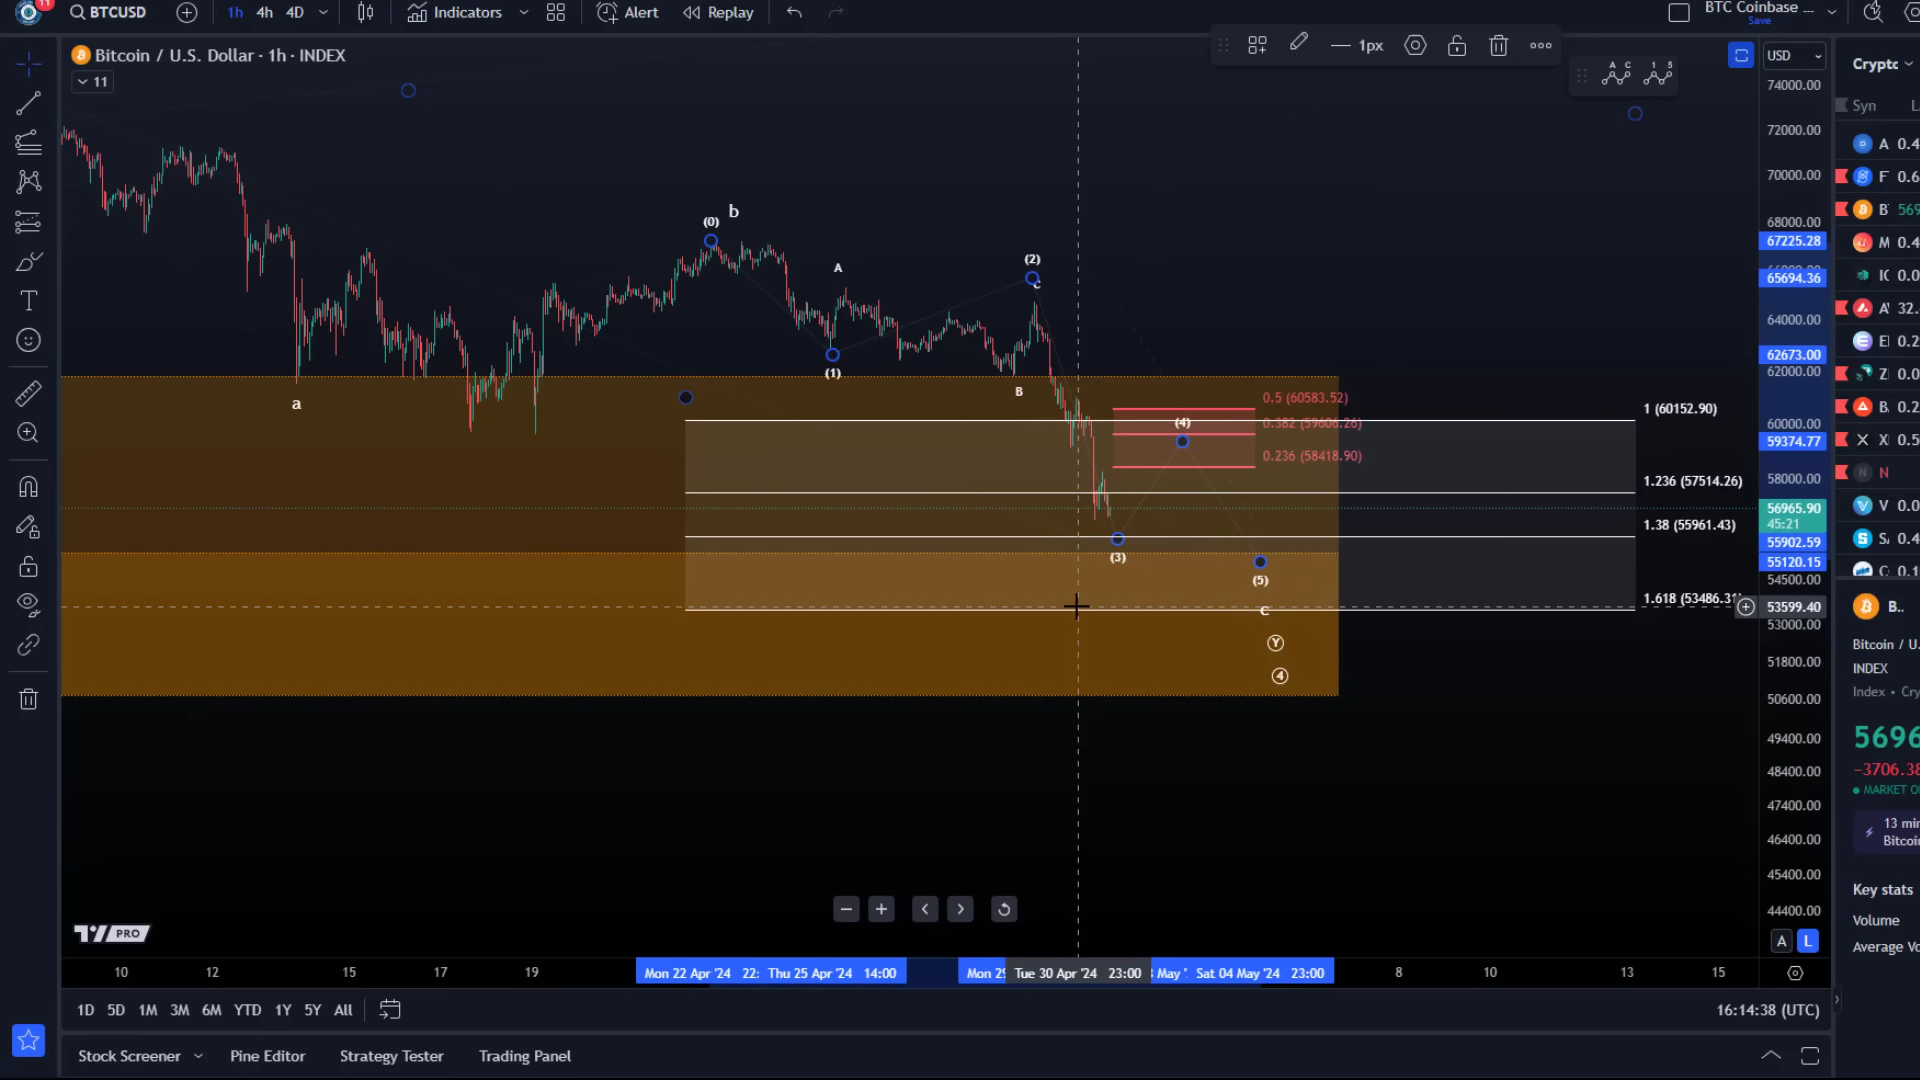 11
BTCUSD
1h 4h 4D
Indicators
Alert
Replay
BTC Coinbase ...
Save
Bitcoin / U.S. Dollar · 1h · INDEX
11
1px
A C
1 5
USD
Crypto
74000.00
72000.00
70000.00
68000.00
67225.28
65694.36
64000.00
62673.00
62000.00
60000.00
59374.77
58000.00
56965.90
45:21
55902.59
55120.15
54500.00
53599.40
53000.00
51800.00
50600.00
49400.00
48400.00
47400.00
46400.00
45400.00
44400.00
A L
(0) b
A
(1)
(2)
C
B
a
(3)
(4)
(5)
C
Y
4
0.5 (60583.52)
0.382 (59606.26)
0.236 (58418.90)
1 (60152.90)
1.236 (57514.26)
1.38 (55961.43)
1.618 (53486.31)
Syn L
A 0.4
F 0.6
B 569
M 0.4
IC 0.0
A 32.
E 0.2
Z 0.0
B. 0.2
X 0.5
N
V 0.0
S. 0.4
C 0.1
B..
Bitcoin / U.
INDEX
Index • Cry
5696
−3706.38
MARKET O
13 min
Bitcoin
Key stats
Volume
Average Vo
PRO
10 12 15 17 19
Mon 22 Apr '24 22:
Thu 25 Apr '24 14:00
Mon 29
Tue 30 Apr '24 23:00
May '
Sat 04 May '24 23:00
8 10 13 15
1D 5D 1M 3M 6M YTD 1Y 5Y All
16:14:38 (UTC)
Stock Screener
Pine Editor
Strategy Tester
Trading Panel